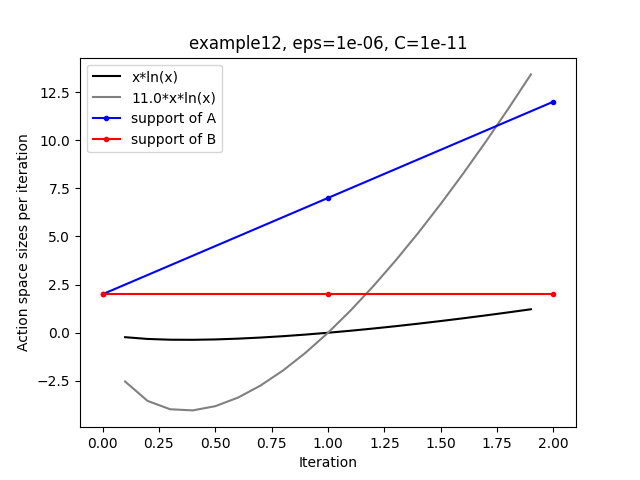 example12, eps=1e-06, C=1e-11
x*ln(x)
11.0*x*ln(x)
support of A
support of B
Action space sizes per iteration
12.5
10.0
7.5
5.0
2.5
0.0
−2.5
0.00 0.25 0.50 0.75 1.00 1.25 1.50 1.75 2.00
Iteration